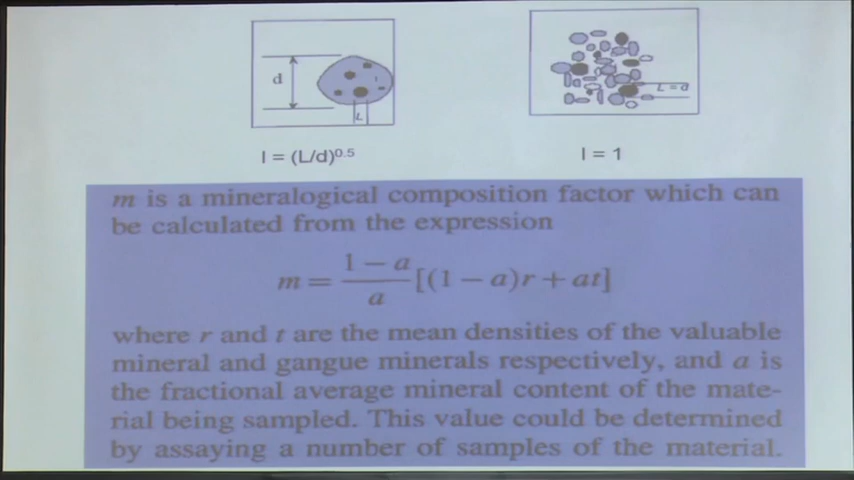 d
L
L = a
l = (L/d)^0.5
l = 1
m is a mineralogical composition factor which can
be calculated from the expression
m = \frac{1 − a}{a} [(1 − a)r + at]
where r and t are the mean densities of the valuable
mineral and gangue minerals respectively, and a is
the fractional average mineral content of the mate-
rial being sampled. This value could be determined
by assaying a number of samples of the material.